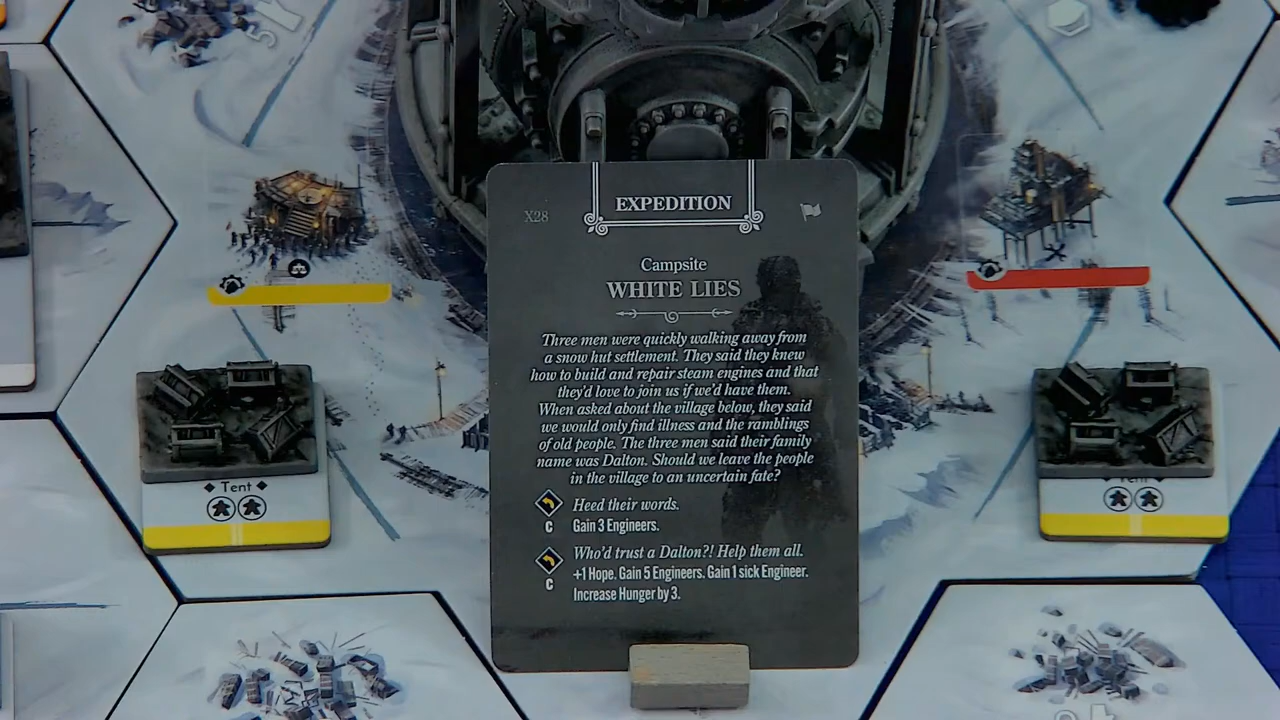 EXPEDITION
X28
Campsite
WHITE LIES
Three men were quickly walking away from
a snow hut settlement. They said they knew
how to build and repair steam engines and that
they'd love to join us if we'd have them.
When asked about the village below, they said
we would only find illness and the ramblings
of old people. The three men said their family
name was Dalton. Should we leave the people
in the village to an uncertain fate?
Heed their words.
C Gain 3 Engineers.
Who'd trust a Dalton?! Help them all.
C +1 Hope. Gain 5 Engineers. Gain 1 sick Engineer.
Increase Hunger by 3.
Tent
Tent